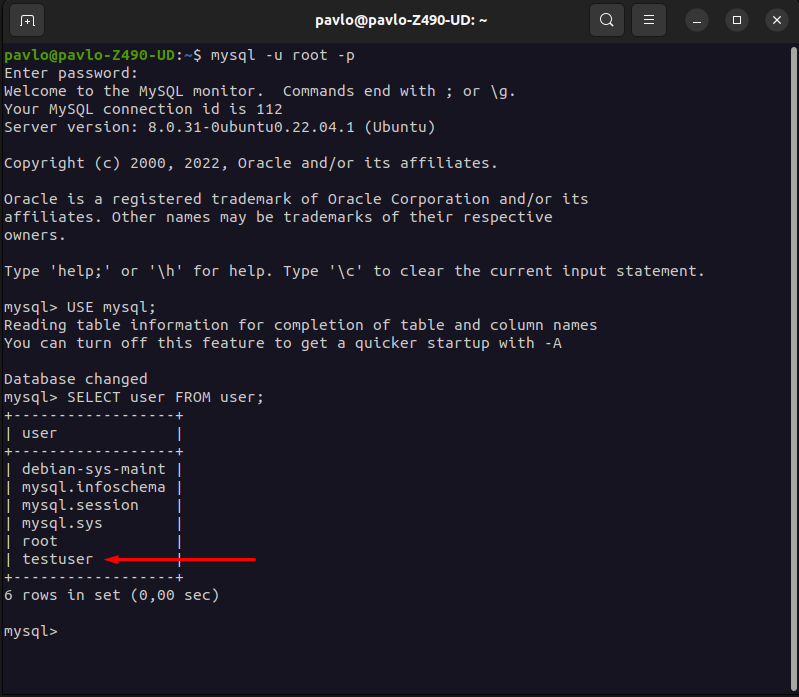 pavlo@pavlo-Z490-UD: ~
pavlo@pavlo-Z490-UD:~$ mysql -u root -p
Enter password:
Welcome to the MySQL monitor.  Commands end with ; or \g.
Your MySQL connection id is 112
Server version: 8.0.31-0ubuntu0.22.04.1 (Ubuntu)
Copyright (c) 2000, 2022, Oracle and/or its affiliates.
Oracle is a registered trademark of Oracle Corporation and/or its
affiliates. Other names may be trademarks of their respective
owners.
Type 'help;' or '\h' for help. Type '\c' to clear the current input statement.
mysql> USE mysql;
Reading table information for completion of table and column names
You can turn off this feature to get a quicker startup with -A
Database changed
mysql> SELECT user FROM user;
+------------------+
| user             |
+------------------+
| debian-sys-maint |
| mysql.infoschema |
| mysql.session    |
| mysql.sys        |
| root             |
| testuser         |
+------------------+
6 rows in set (0,00 sec)
mysql>